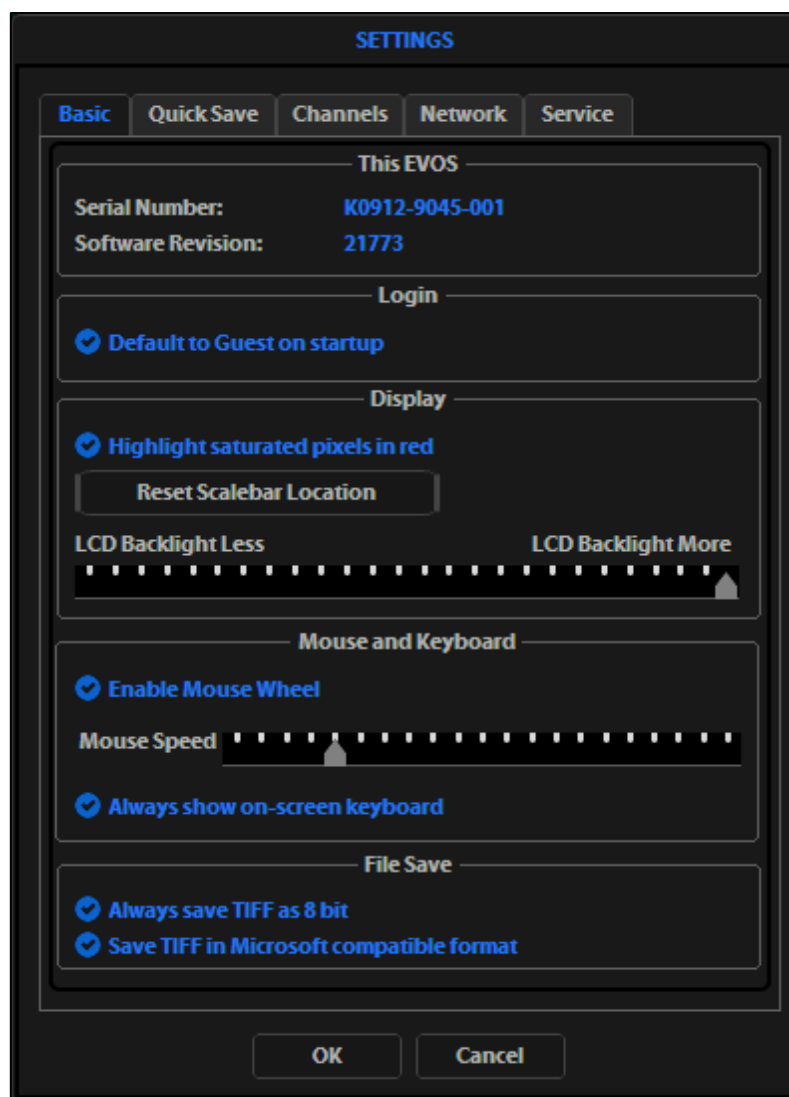 SETTINGS
Basic Quick Save Channels Network Service
This EVOS
Serial Number: K0912-9045-001
Software Revision: 21773
Login
Default to Guest on startup
Display
Highlight saturated pixels in red
Reset Scalebar Location
LCD Backlight Less LCD Backlight More
Mouse and Keyboard
Enable Mouse Wheel
Mouse Speed
Always show on-screen keyboard
File Save
Always save TIFF as 8 bit
Save TIFF in Microsoft compatible format
OK Cancel